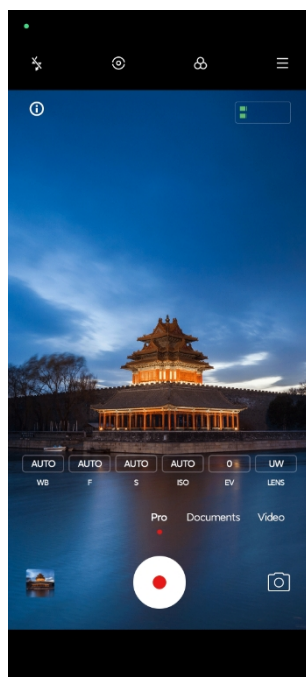 AUTO AUTO AUTO AUTO 0 UW
WB F S ISO EV LENS
Pro Documents Video